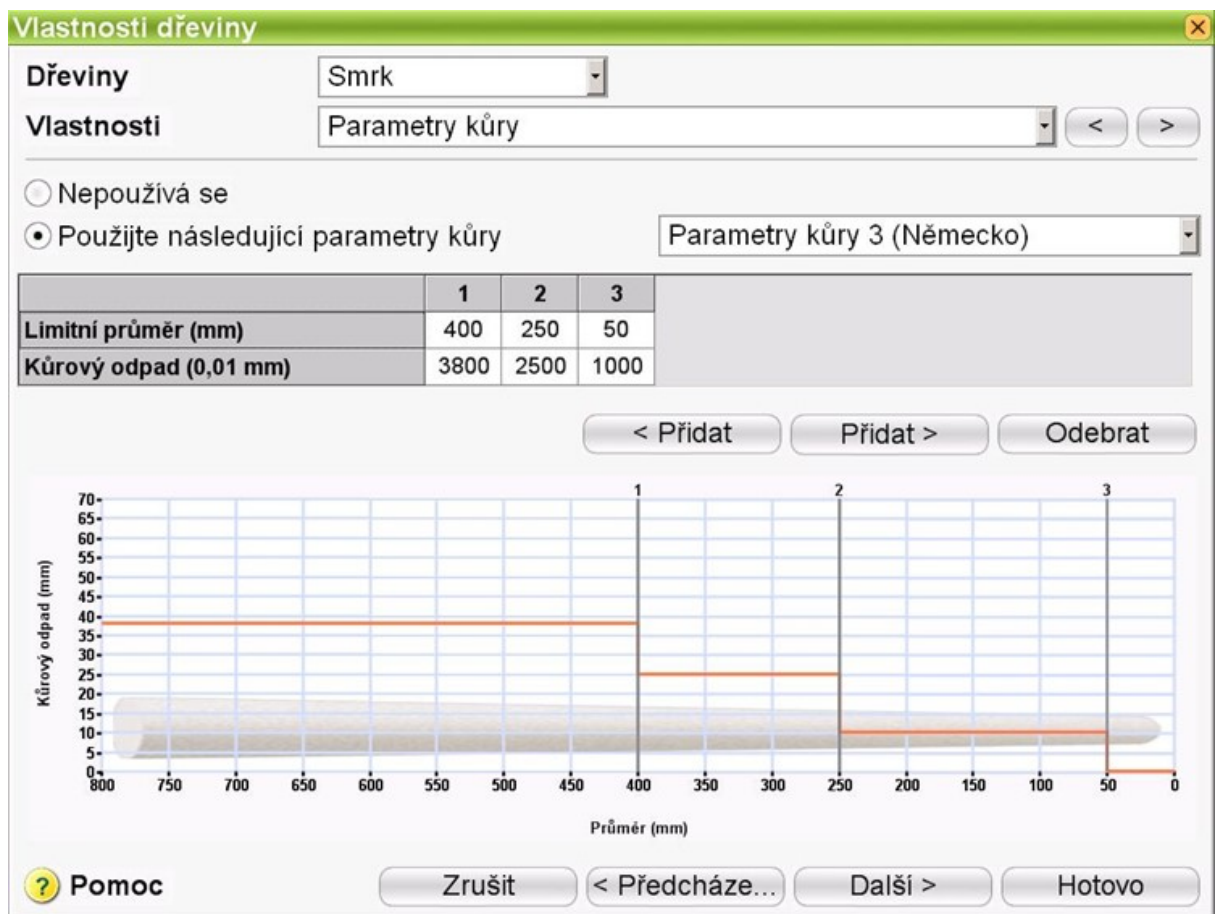 Vlastnosti dřeviny
Dřeviny Smrk
Vlastnosti Parametry kůry < >
Nepoužívá se
Použijte následující parametry kůry Parametry kůry 3 (Německo)
1 2 3
Limitní průměr (mm) 400 250 50
Kůrový odpad (0,01 mm) 3800 2500 1000
< Přidat Přidat > Odebrat
1 2 3
70
65
60
55
50
45
40
35
30
25
20
15
10
5
0
Kůrový odpad (mm)
800 750 700 650 600 550 500 450 400 350 300 250 200 150 100 50 0
Průměr (mm)
? Pomoc Zrušit < Předcháze... Další > Hotovo